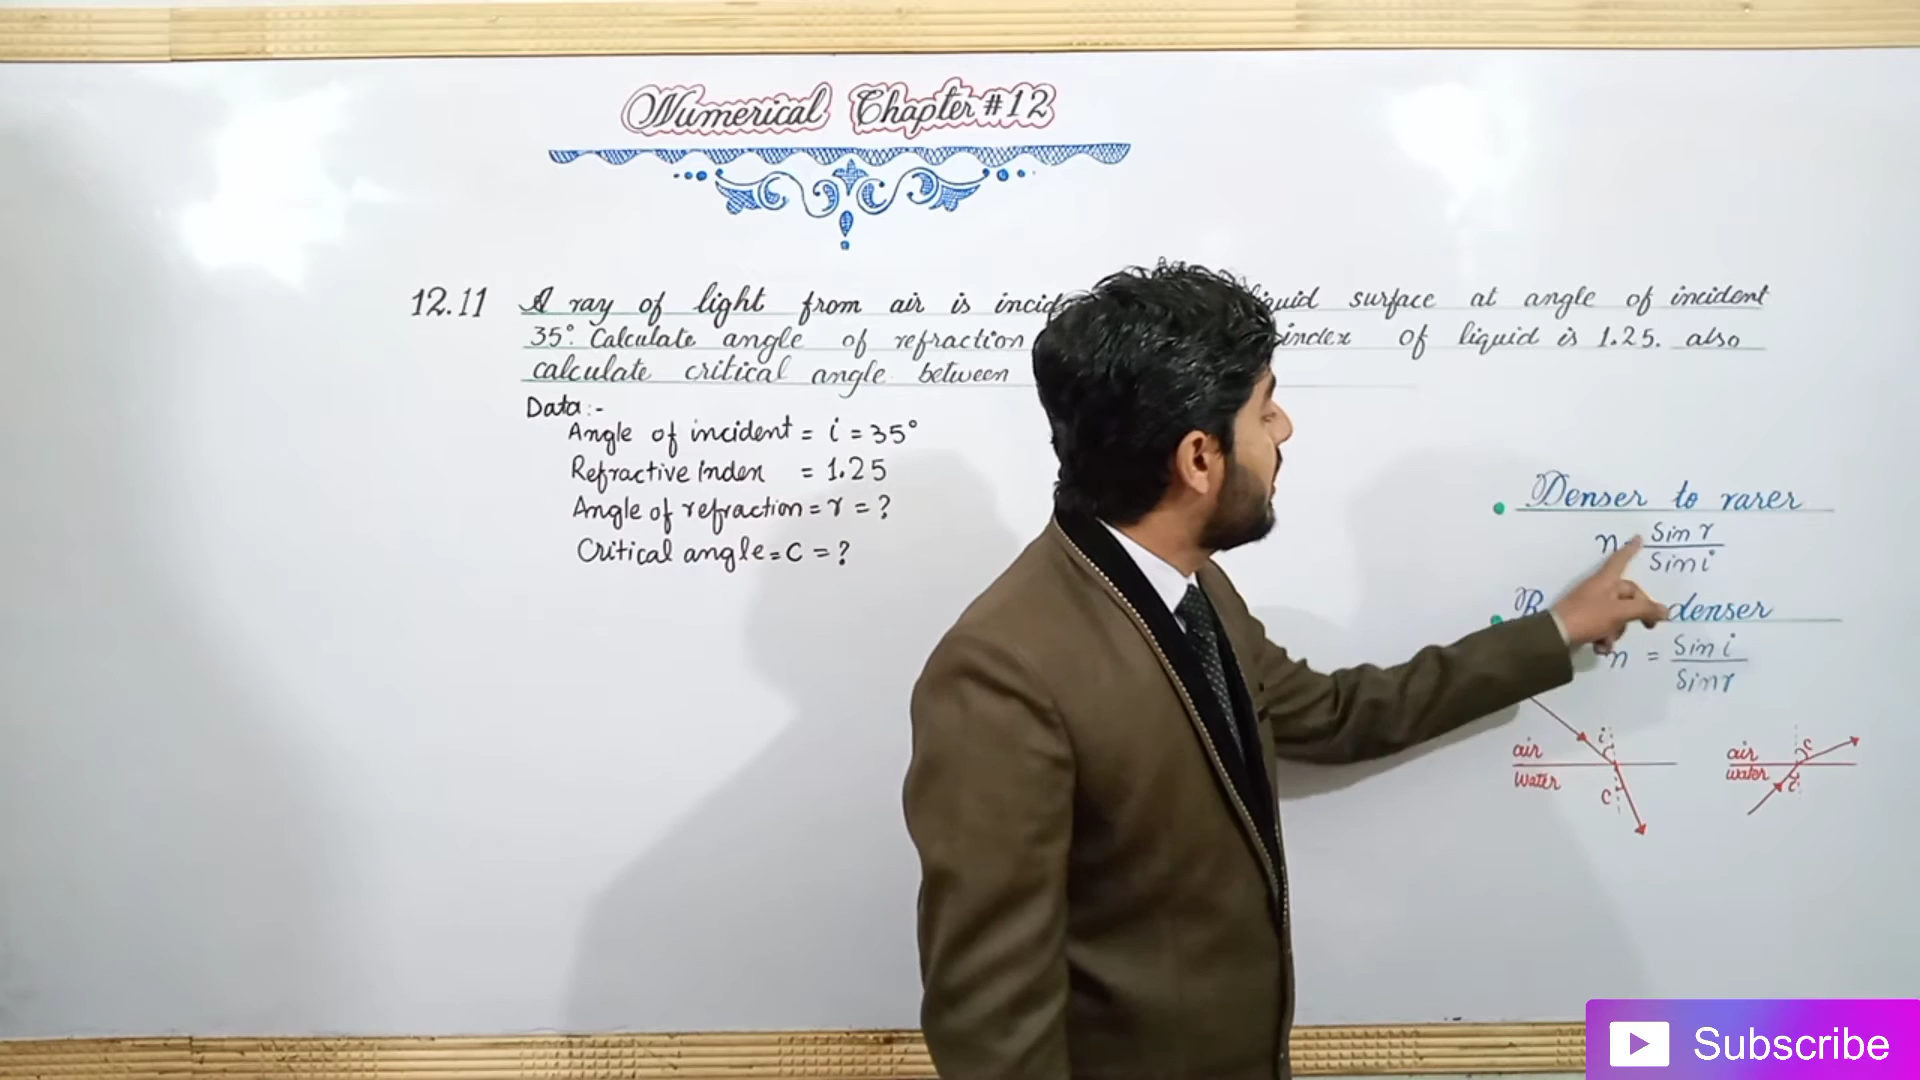 Numerical Chapter #12
12.11 A ray of light from air is liquid surface at angle of incident
35°. Calculate angle of refraction index of liquid is 1.25. also
calculate critical angle between
Data:-
Angle of incident = i = 35°
Refractive Index = 1.25
Angle of refraction = r = ?
Critical angle = C = ?
Denser to rarer
n = Sin r / Sin i
denser
n = Sin i / Sin r
air
i
Water
C
air
C
water
i
Subscribe